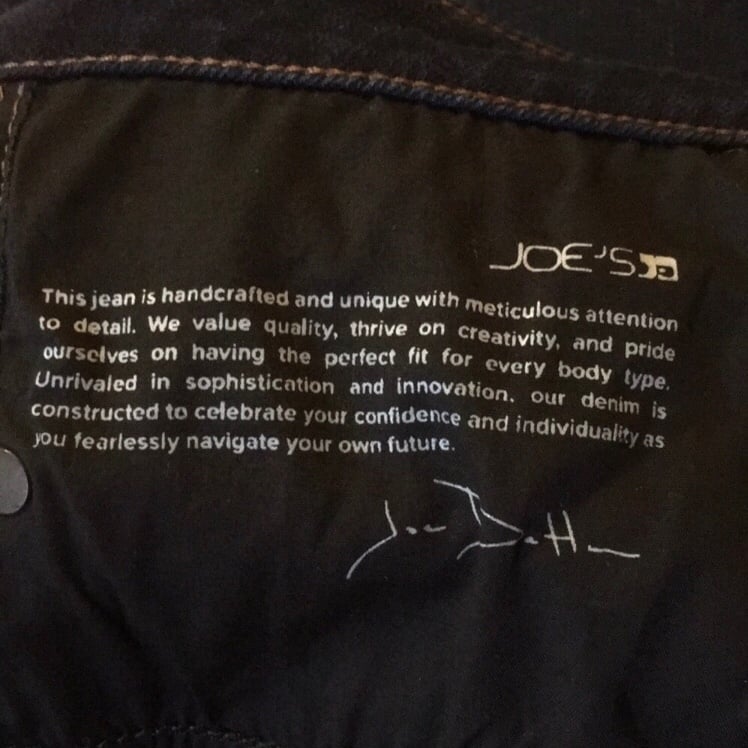 JOE'S
This jean is handcrafted and unique with meticulous attention
to detail. We value quality, thrive on creativity, and pride
ourselves on having the perfect fit for every body type.
Unrivaled in sophistication and innovation. our denim is
constructed to celebrate your confidence and individuality as
you fearlessly navigate your own future.
Joe